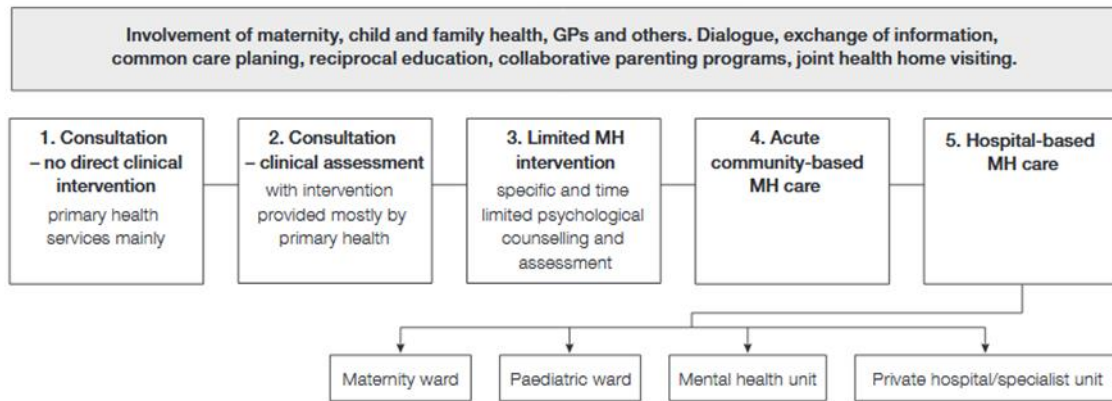 Involvement of maternity, child and family health, GPs and others. Dialogue, exchange of information,
common care planing, reciprocal education, collaborative parenting programs, joint health home visiting.
1. Consultation
– no direct clinical
intervention
primary health
services mainly
2. Consultation
– clinical assessment
with intervention
provided mostly by
primary health
3. Limited MH
intervention
specific and time
limited psychological
counselling and
assessment
4. Acute
community-based
MH care
5. Hospital-based
MH care
Maternity ward
Paediatric ward
Mental health unit
Private hospital/specialist unit